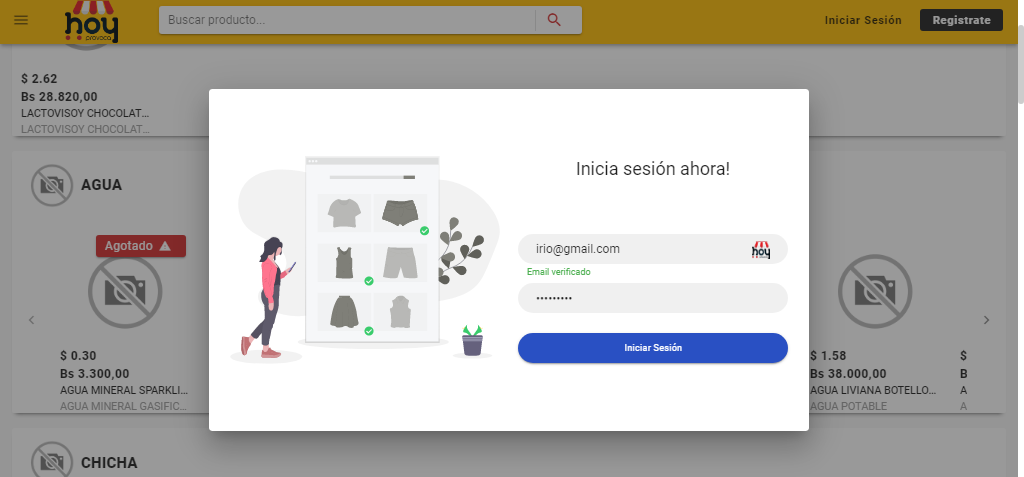 hoy
provoca
Buscar producto...
Iniciar Sesión
Registrate
$ 2.62
Bs 28.820,00
LACTOVISOY CHOCOLAT...
LACTOVISOY CHOCOLAT...
AGUA
Agotado
$ 0.30
Bs 3.300,00
AGUA MINERAL SPARKLI...
AGUA MINERAL GASIFIC...
Inicia sesión ahora!
irio@gmail.com
hoy
Email verificado
•••••••••
Iniciar Sesión
$ 1.58
Bs 38.000,00
AGUA LIVIANA BOTELLO...
AGUA POTABLE
$
B
A
A
CHICHA